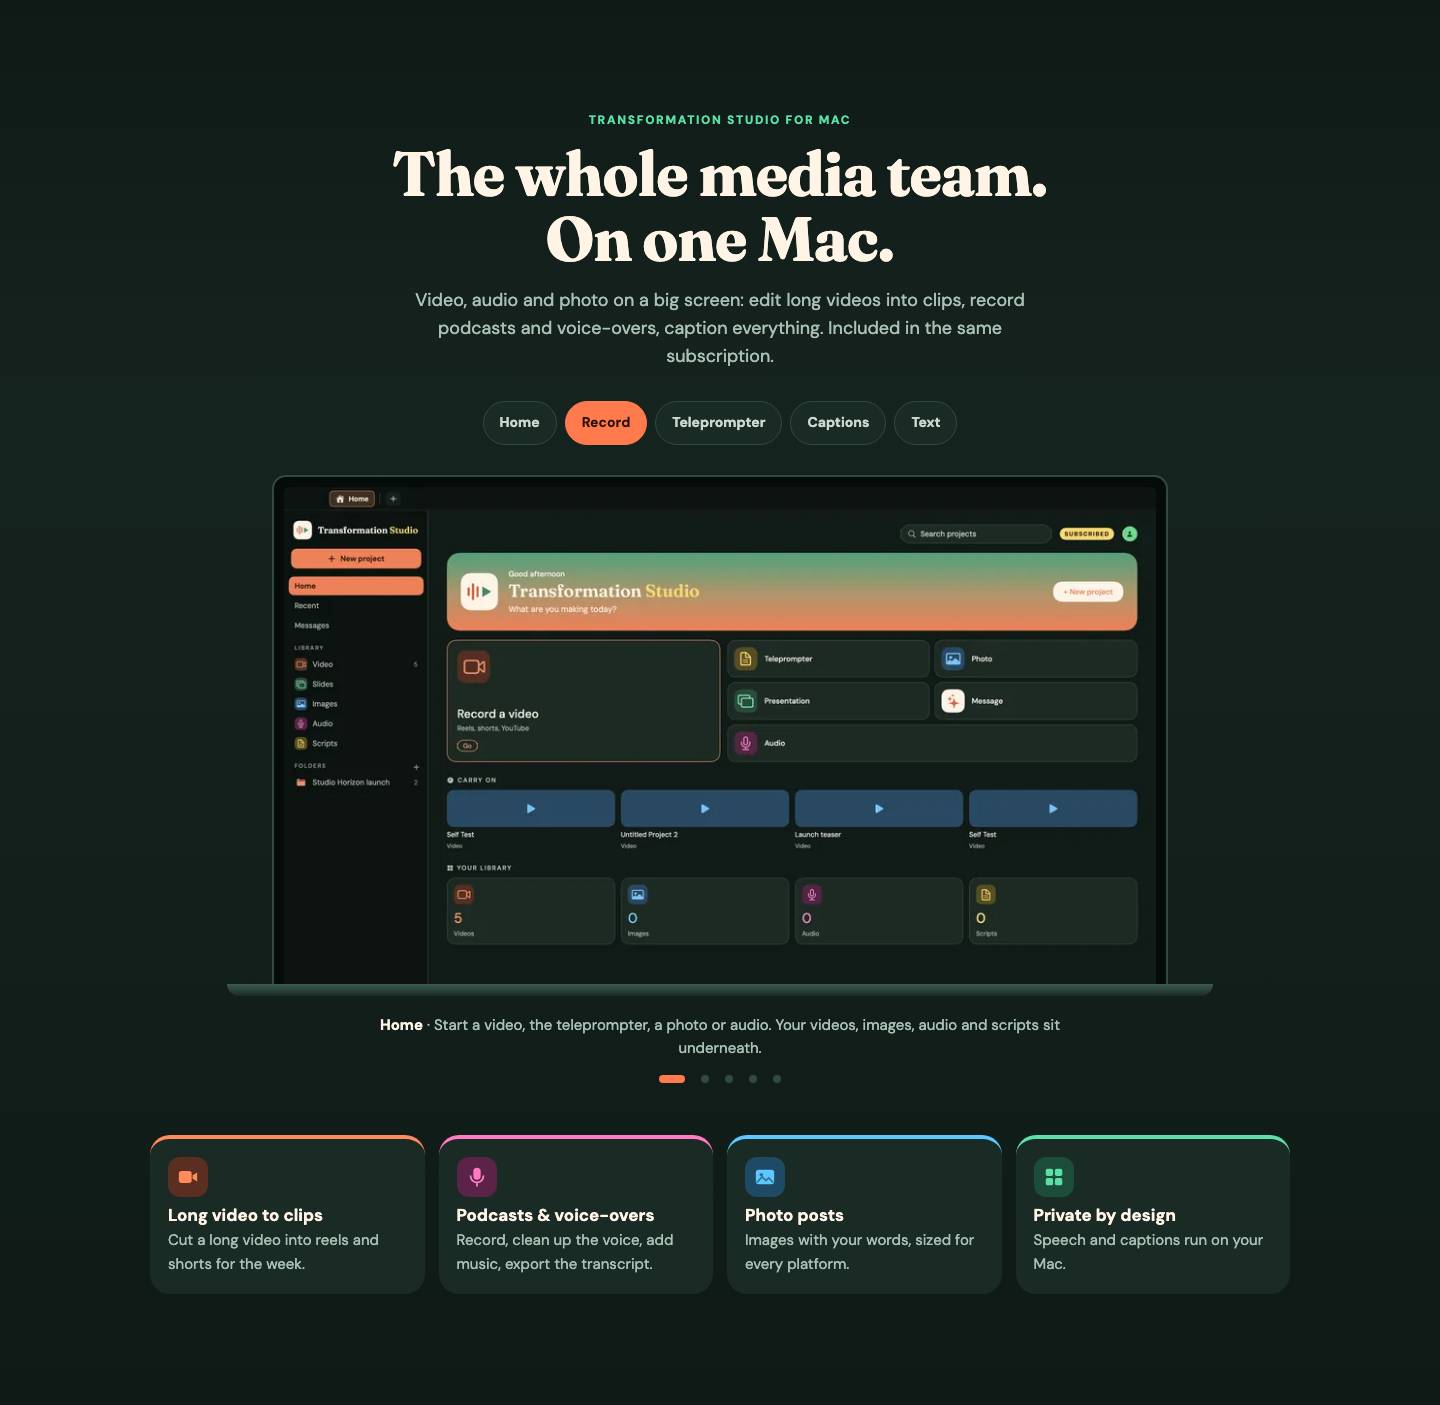 TRANSFORMATION STUDIO FOR MAC
The whole media team.
On one Mac.
Video, audio and photo on a big screen: edit long videos into clips, record
podcasts and voice-overs, caption everything. Included in the same
subscription.
Home
Record
Teleprompter
Captions
Text
Home
+
Transformation Studio
+ New project
Home
Recent
Messages
LIBRARY
Video 5
Slides
Images
Audio
Scripts
FOLDERS +
Studio Horizon launch 2
Search projects
SUBSCRIBED
Good afternoon
Transformation Studio
What are you making today?
+ New project
Record a video
Reels, shorts, YouTube
Go
Teleprompter
Photo
Presentation
Message
Audio
CARRY ON
Self Test
Video
Untitled Project 2
Video
Launch teaser
Video
Self Test
Video
YOUR LIBRARY
5
Videos
0
Images
0
Audio
0
Scripts
Home · Start a video, the teleprompter, a photo or audio. Your videos, images, audio and scripts sit
underneath.
Long video to clips
Cut a long video into reels and
shorts for the week.
Podcasts & voice-overs
Record, clean up the voice, add
music, export the transcript.
Photo posts
Images with your words, sized for
every platform.
Private by design
Speech and captions run on your
Mac.